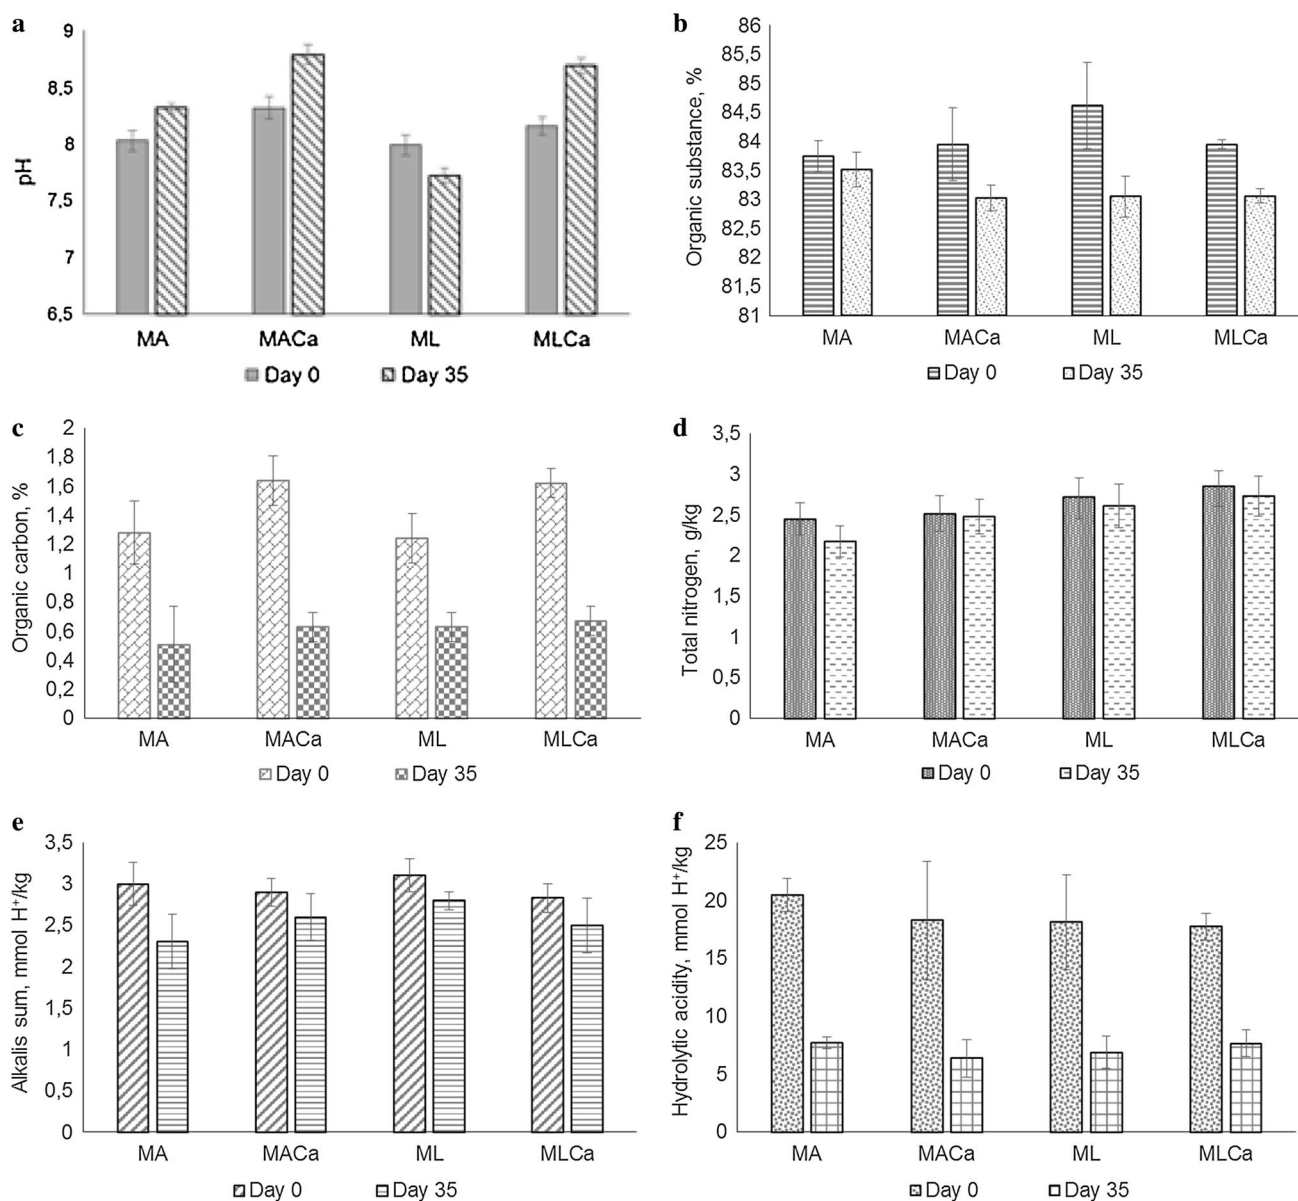 a
pH
9
8.5
8
7.5
7
6,5
MA MACa ML MLCa
Day 0 Day 35
b
Organic substance, %
86
85,5
85
84,5
84
83,5
83
82,5
82
81,5
81
MA MACa ML MLCa
Day 0 Day 35
c
Organic carbon, %
2
1,8
1,6
1,4
1,2
1
0,8
0,6
0,4
0,2
0
MA MACa ML MLCa
Day 0 Day 35
d
Total nitrogen, g/kg
3,5
3
2,5
2
1,5
1
0,5
0
MA MACa ML MLCa
Day 0 Day 35
e
Alkalis sum, mmol H⁺/kg
3,5
3
2,5
2
1,5
1
0,5
0
MA MACa ML MLCa
Day 0 Day 35
f
Hydrolytic acidity, mmol H⁺/kg
25
20
15
10
5
0
MA MACa ML MLCa
Day 0 Day 35